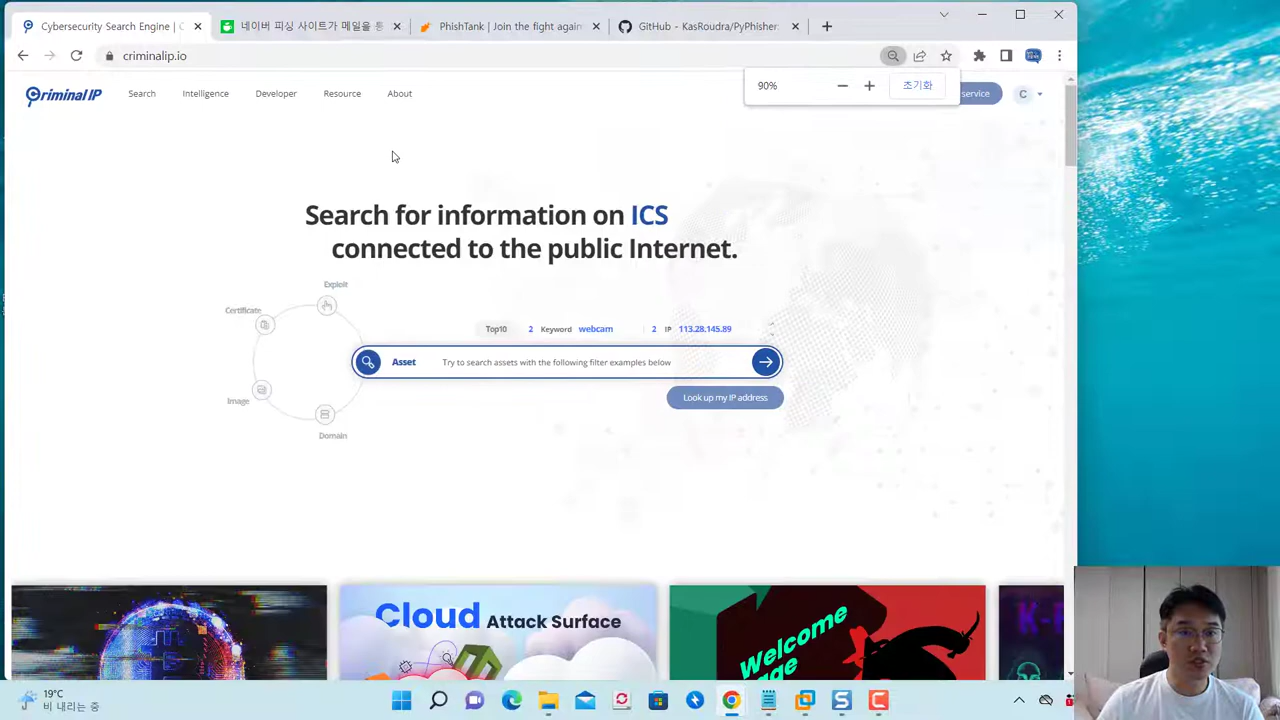 Cybersecurity Search Engine | C
네이버 피싱 사이트가 메일을 통
PhishTank | Join the fight again
GitHub - KasRoudra/PyPhisher:
criminalip.io
90%
초기화
Criminal IP
Search
Intelligence
Developer
Resource
About
service
C
Search for information on ICS
connected to the public Internet.
Exploit
Certificate
Top10
2 Keyword webcam
2 IP 113.28.145.89
Asset
Try to search assets with the following filter examples below
Look up my IP address
Image
Domain
Cloud Attack Surface
Welcome
19°C
비 내리는 중